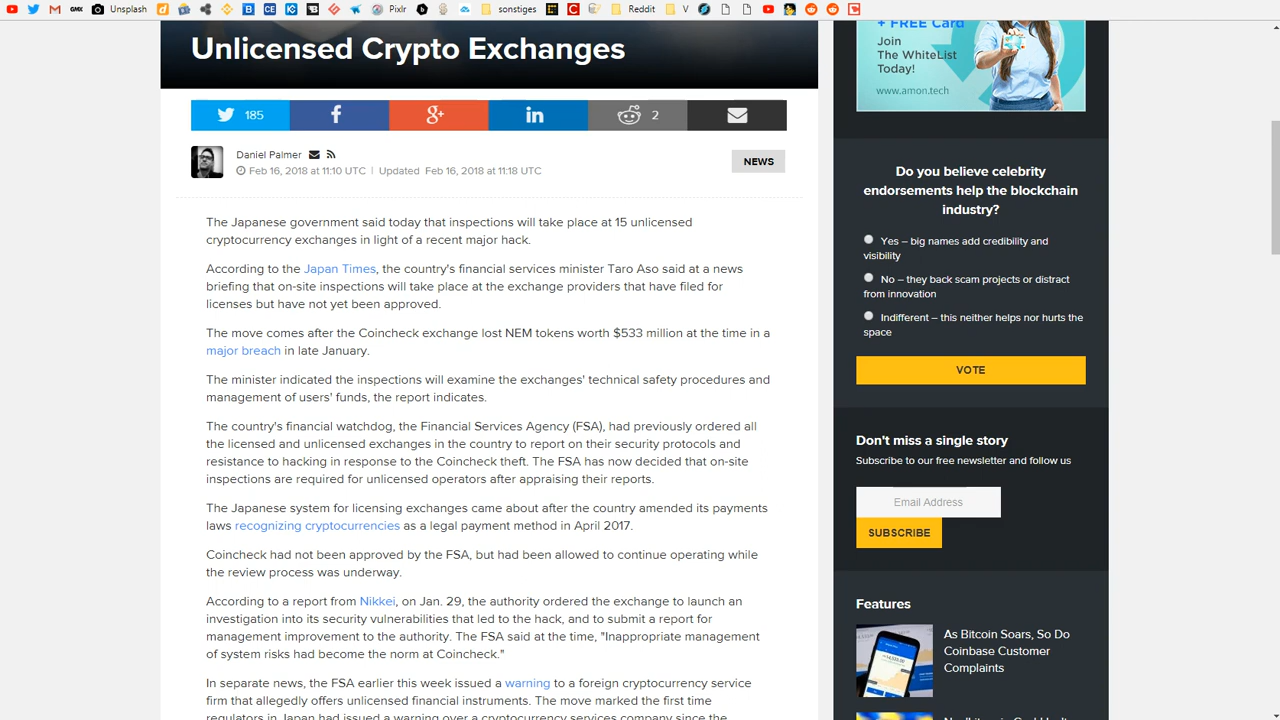 Unsplash
Pixlr
sonstiges
Reddit
V
Unlicensed Crypto Exchanges
185
2
Daniel Palmer
Feb 16, 2018 at 11:10 UTC | Updated Feb 16, 2018 at 11:18 UTC
NEWS
The Japanese government said today that inspections will take place at 15 unlicensed
cryptocurrency exchanges in light of a recent major hack.
According to the Japan Times, the country's financial services minister Taro Aso said at a news
briefing that on-site inspections will take place at the exchange providers that have filed for
licenses but have not yet been approved.
The move comes after the Coincheck exchange lost NEM tokens worth $533 million at the time in a
major breach in late January.
The minister indicated the inspections will examine the exchanges' technical safety procedures and
management of users' funds, the report indicates.
The country's financial watchdog, the Financial Services Agency (FSA), had previously ordered all
the licensed and unlicensed exchanges in the country to report on their security protocols and
resistance to hacking in response to the Coincheck theft. The FSA has now decided that on-site
inspections are required for unlicensed operators after appraising their reports.
The Japanese system for licensing exchanges came about after the country amended its payments
laws recognizing cryptocurrencies as a legal payment method in April 2017.
Coincheck had not been approved by the FSA, but had been allowed to continue operating while
the review process was underway.
According to a report from Nikkei, on Jan. 29, the authority ordered the exchange to launch an
investigation into its security vulnerabilities that led to the hack, and to submit a report for
management improvement to the authority. The FSA said at the time, "Inappropriate management
of system risks had become the norm at Coincheck."
In separate news, the FSA earlier this week issued a warning to a foreign cryptocurrency service
firm that allegedly offers unlicensed financial instruments. The move marked the first time
regulators in Japan had issued a warning over a cryptocurrency services company since the
+ FREE Card
Join
The WhiteList
Today!
www.amon.tech
Do you believe celebrity
endorsements help the blockchain
industry?
Yes – big names add credibility and
visibility
No – they back scam projects or distract
from innovation
Indifferent – this neither helps nor hurts the
space
VOTE
Don't miss a single story
Subscribe to our free newsletter and follow us
Email Address
SUBSCRIBE
Features
As Bitcoin Soars, So Do
Coinbase Customer
Complaints